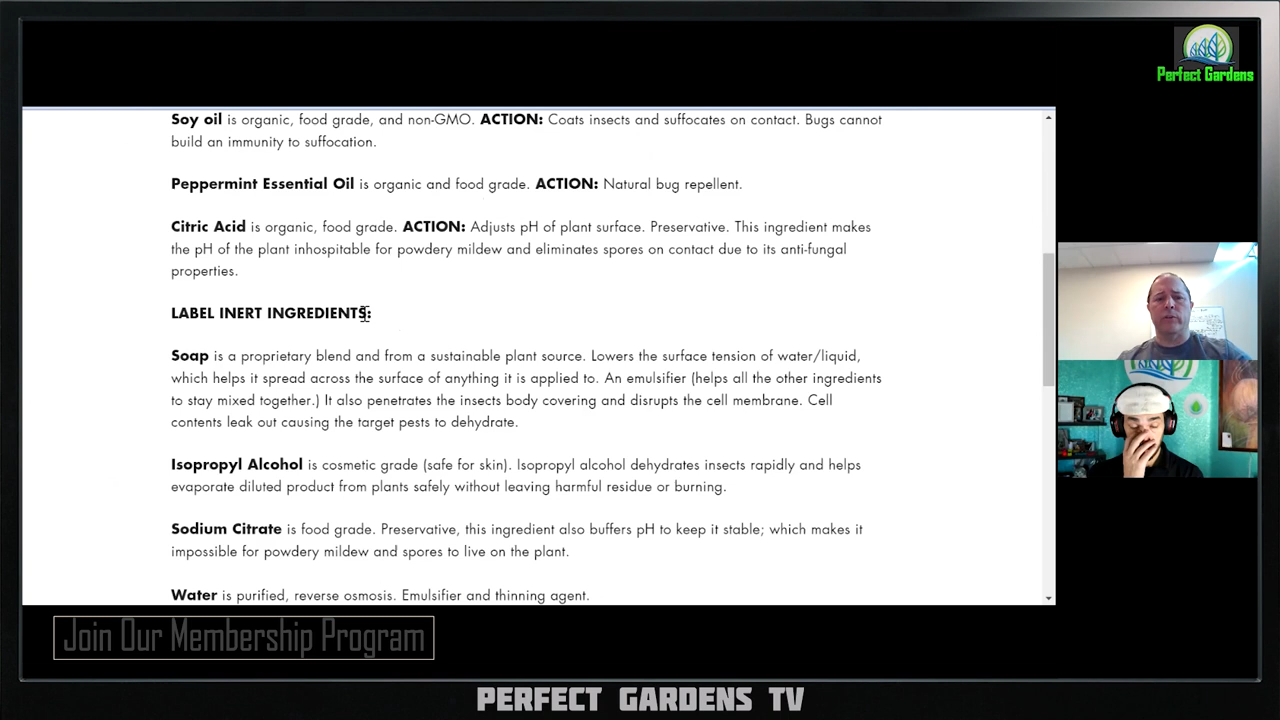 Perfect Gardens
Soy oil is organic, food grade, and non-GMO. ACTION: Coats insects and suffocates on contact. Bugs cannot
build an immunity to suffocation.
Peppermint Essential Oil is organic and food grade. ACTION: Natural bug repellent.
Citric Acid is organic, food grade. ACTION: Adjusts pH of plant surface. Preservative. This ingredient makes
the pH of the plant inhospitable for powdery mildew and eliminates spores on contact due to its anti-fungal
properties.
LABEL INERT INGREDIENTS:
Soap is a proprietary blend and from a sustainable plant source. Lowers the surface tension of water/liquid,
which helps it spread across the surface of anything it is applied to. An emulsifier (helps all the other ingredients
to stay mixed together.) It also penetrates the insects body covering and disrupts the cell membrane. Cell
contents leak out causing the target pests to dehydrate.
Isopropyl Alcohol is cosmetic grade (safe for skin). Isopropyl alcohol dehydrates insects rapidly and helps
evaporate diluted product from plants safely without leaving harmful residue or burning.
Sodium Citrate is food grade. Preservative, this ingredient also buffers pH to keep it stable; which makes it
impossible for powdery mildew and spores to live on the plant.
Water is purified, reverse osmosis. Emulsifier and thinning agent.
Join Our Membership Program
PERFECT GARDENS TV